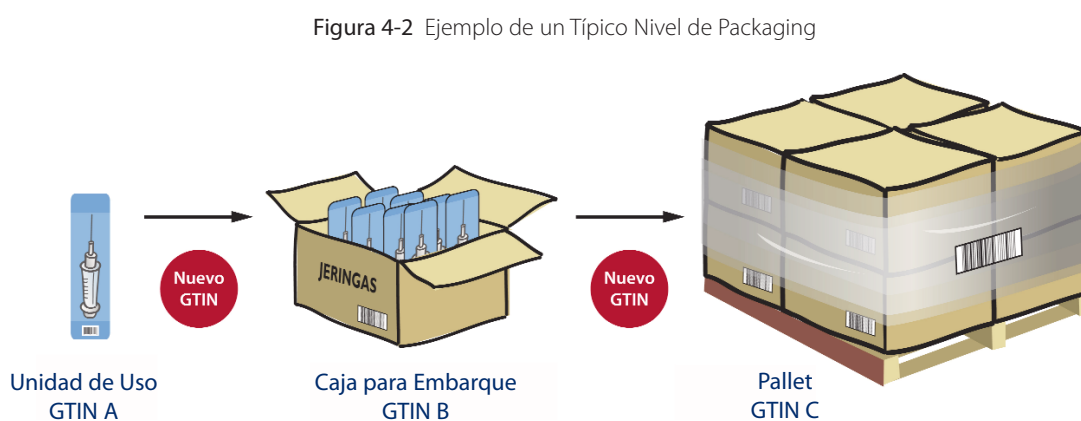 Figura 4-2 Ejemplo de un Típico Nivel de Packaging
Nuevo
GTIN
JERINGAS
Nuevo
GTIN
Unidad de Uso
GTIN A
Caja para Embarque
GTIN B
Pallet
GTIN C